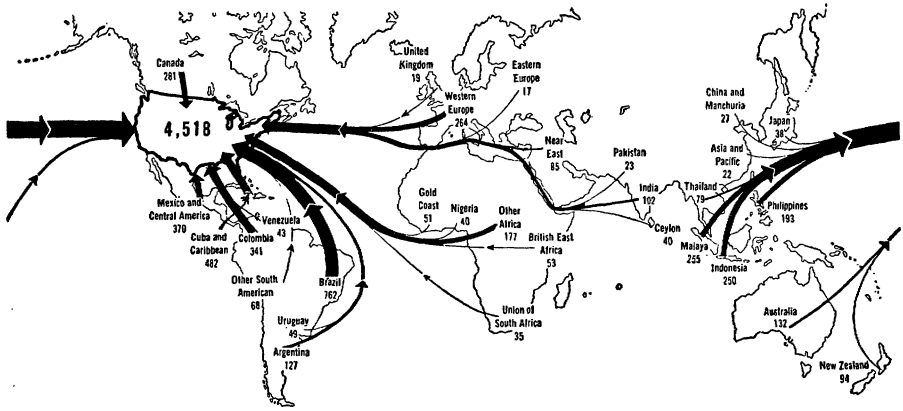 Canada
281
4,518
United
Kingdom
19
Eastern
Europe
17
Western
Europe
264
Near
East
85
Pakistan
23
India
102
Ceylon
40
China and
Manchuria
27
Japan
38
Asia and
Pacific
22
Thailand
79
Philippines
193
Malaya
255
Indonesia
250
Australia
132
New Zealand
94
Mexico and
Central America
370
Cuba and
Caribbean
482
Colombia
341
Venezuela
43
Other South
American
68
Brazil
762
Uruguay
49
Argentina
127
Gold
Coast
51
Nigeria
40
Other
Africa
177
British East
Africa
53
Union of
South Africa
35